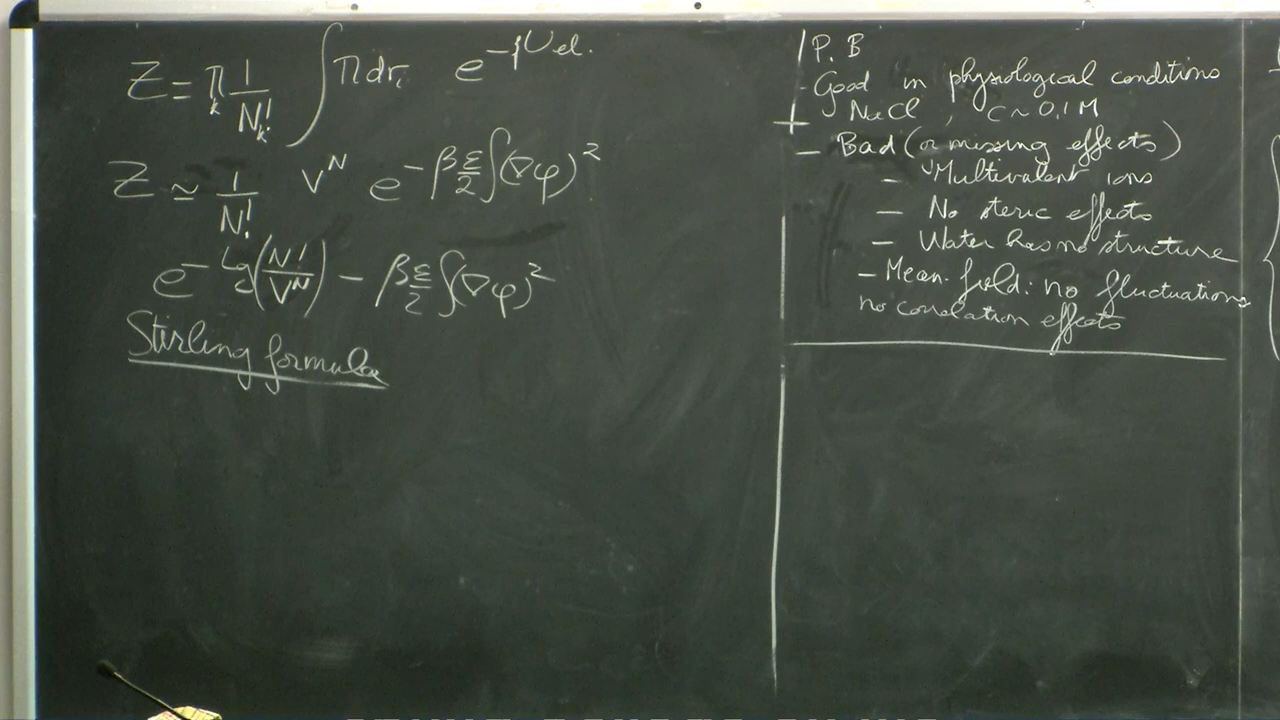 Z = π_k 1/N_k! ∫ π dr_i e^{-βU el.}
Z ≃ 1/N! V^N e^{-β ε/2 ∫(∇φ)^2}
e^{- Log(N!/V^N) - β ε/2 ∫(∇φ)^2}
Stirling formula
P. B
- Good in physiological conditions
+ NaCl , C ~ 0,1 M
- Bad (or missing effects)
- Multivalent ions
- No steric effects
- Water has no structure
- Mean. field: no fluctuations
no correlation effects